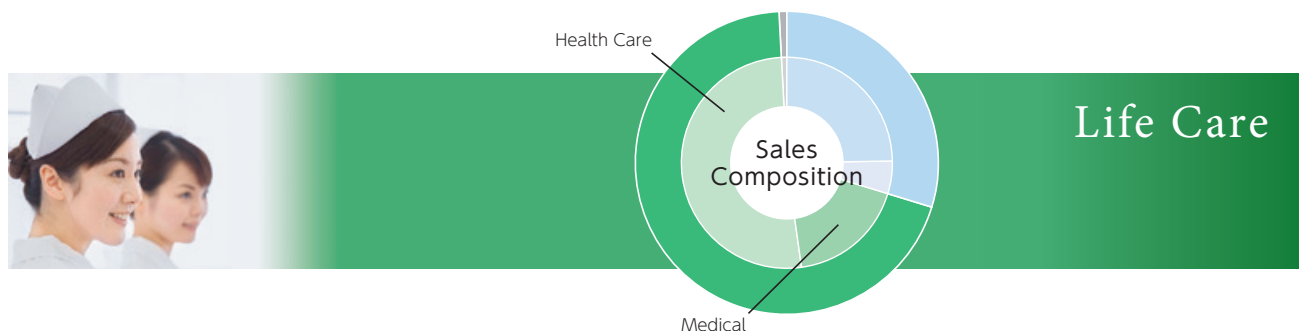 Health Care
Life Care
Sales
Composition
Medical